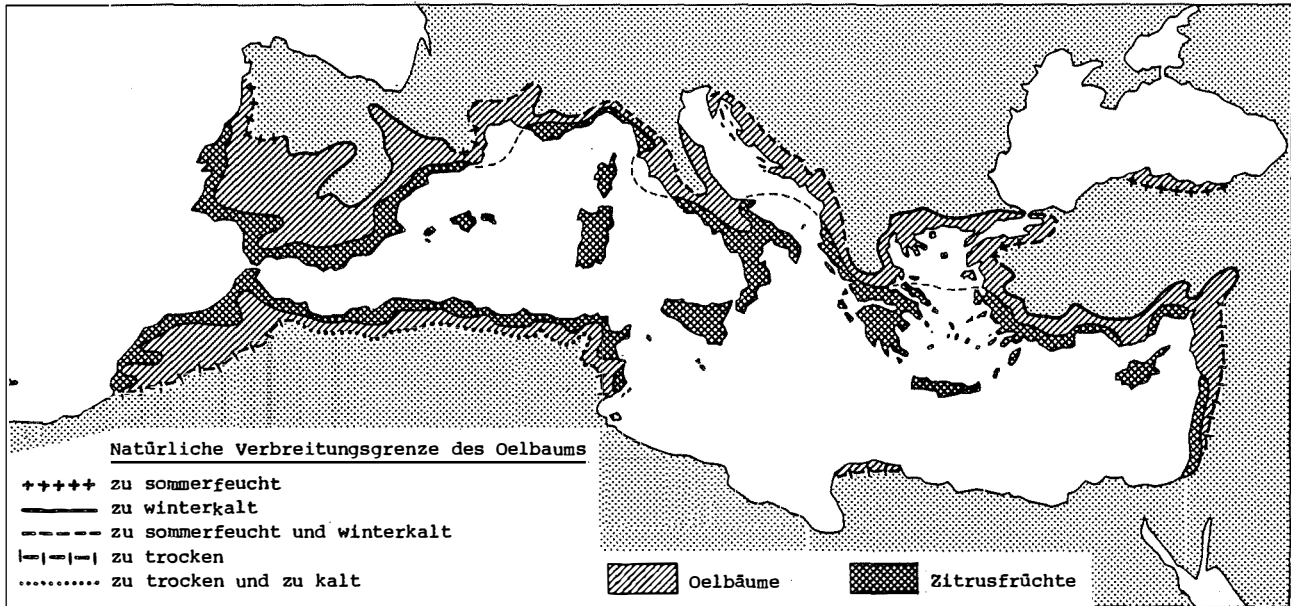 Natürliche Verbreitungsgrenze des Oelbaums
zu sommerfeucht
zu winterkalt
zu sommerfeucht und winterkalt
zu trocken
zu trocken und zu kalt
Oelbäume
Zitrusfrüchte